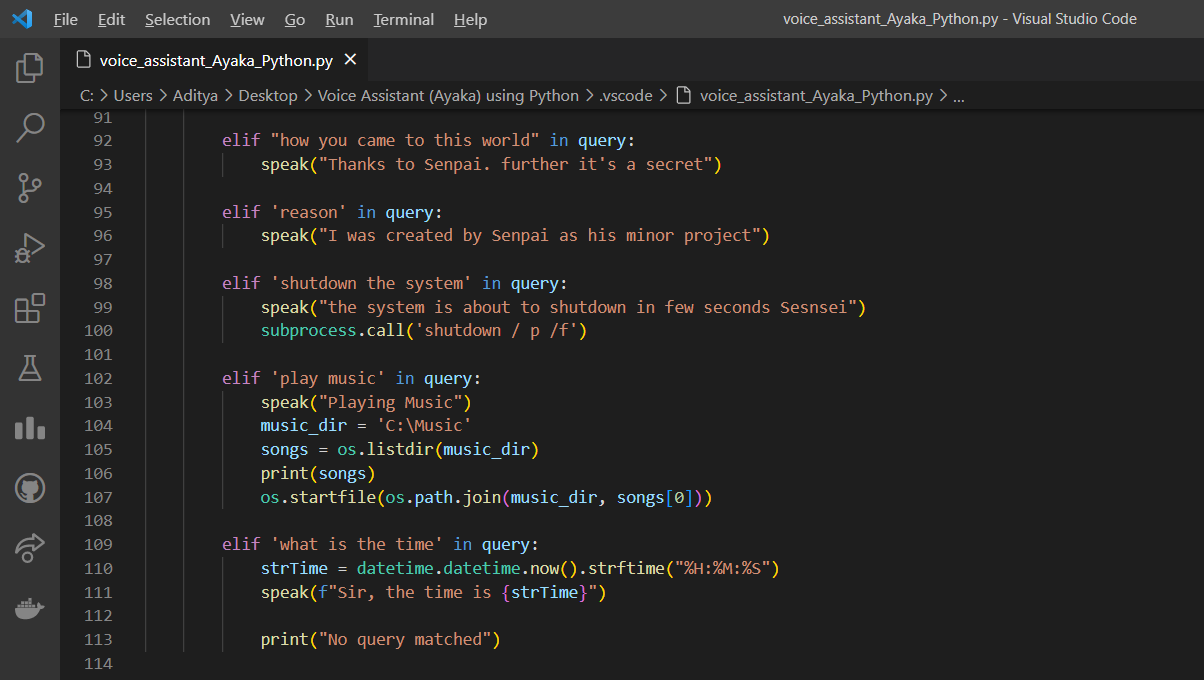 File Edit Selection View Go Run Terminal Help voice_assistant_Ayaka_Python.py - Visual Studio Code
voice_assistant_Ayaka_Python.py ×
C: > Users > Aditya > Desktop > Voice Assistant (Ayaka) using Python > .vscode > voice_assistant_Ayaka_Python.py > ...
91
92 elif "how you came to this world" in query:
93 speak("Thanks to Senpai. further it's a secret")
94
95 elif 'reason' in query:
96 speak("I was created by Senpai as his minor project")
97
98 elif 'shutdown the system' in query:
99 speak("the system is about to shutdown in few seconds Sesnsei")
100 subprocess.call('shutdown / p /f')
101
102 elif 'play music' in query:
103 speak("Playing Music")
104 music_dir = 'C:\Music'
105 songs = os.listdir(music_dir)
106 print(songs)
107 os.startfile(os.path.join(music_dir, songs[0]))
108
109 elif 'what is the time' in query:
110 strTime = datetime.datetime.now().strftime("%H:%M:%S")
111 speak(f"Sir, the time is {strTime}")
112
113 print("No query matched")
114